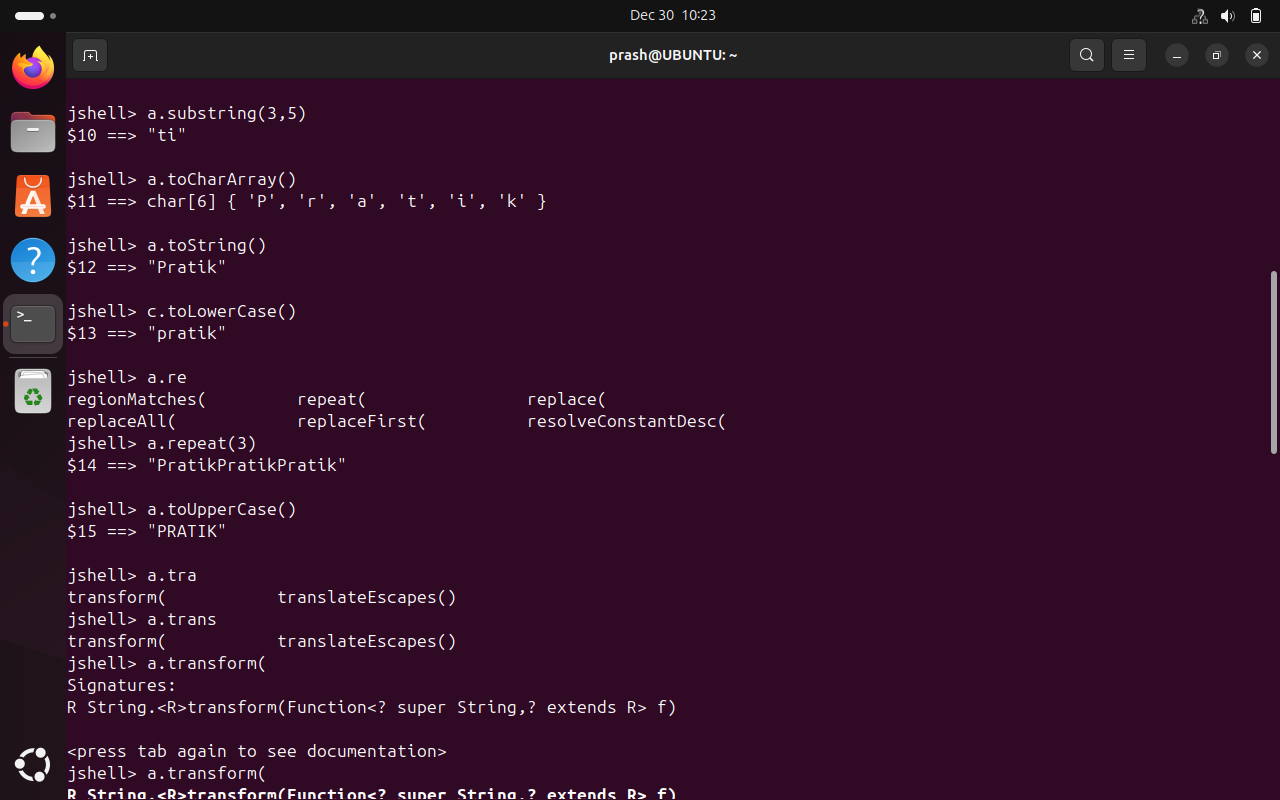 Dec 30 10:23
prash@UBUNTU: ~
jshell> a.substring(3,5)
$10 ==> "ti"
jshell> a.toCharArray()
$11 ==> char[6] { 'P', 'r', 'a', 't', 'i', 'k' }
jshell> a.toString()
$12 ==> "Pratik"
jshell> c.toLowerCase()
$13 ==> "pratik"
jshell> a.re
regionMatches( repeat( replace(
replaceAll( replaceFirst( resolveConstantDesc(
jshell> a.repeat(3)
$14 ==> "PratikPratikPratik"
jshell> a.toUpperCase()
$15 ==> "PRATIK"
jshell> a.tra
transform( translateEscapes()
jshell> a.trans
transform( translateEscapes()
jshell> a.transform(
Signatures:
R String.<R>transform(Function<? super String,? extends R> f)
<press tab again to see documentation>
jshell> a.transform(
R String.<R>transform(Function<? super String,? extends R> f)